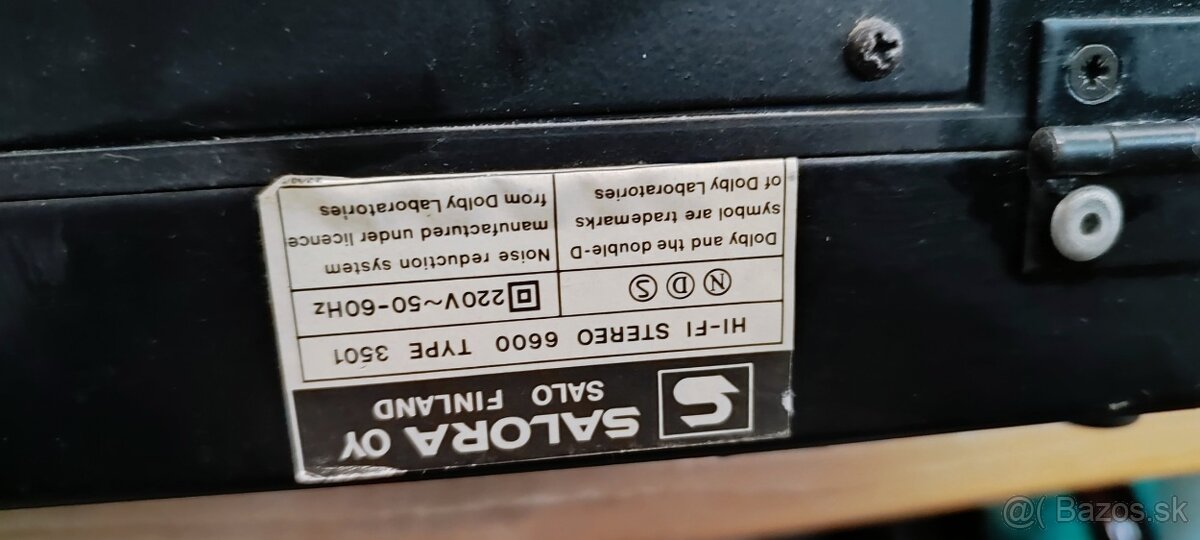 SALORA OY
SALO FINLAND
HI-FI STEREO 6600 TYPE 3501
N D S
220V~50-60Hz
Dolby and the double-D
symbol are trademarks
of Dolby Laboratories
Noise reduction system
manufactured under licence
from Dolby Laboratories
@( Bazos.sk